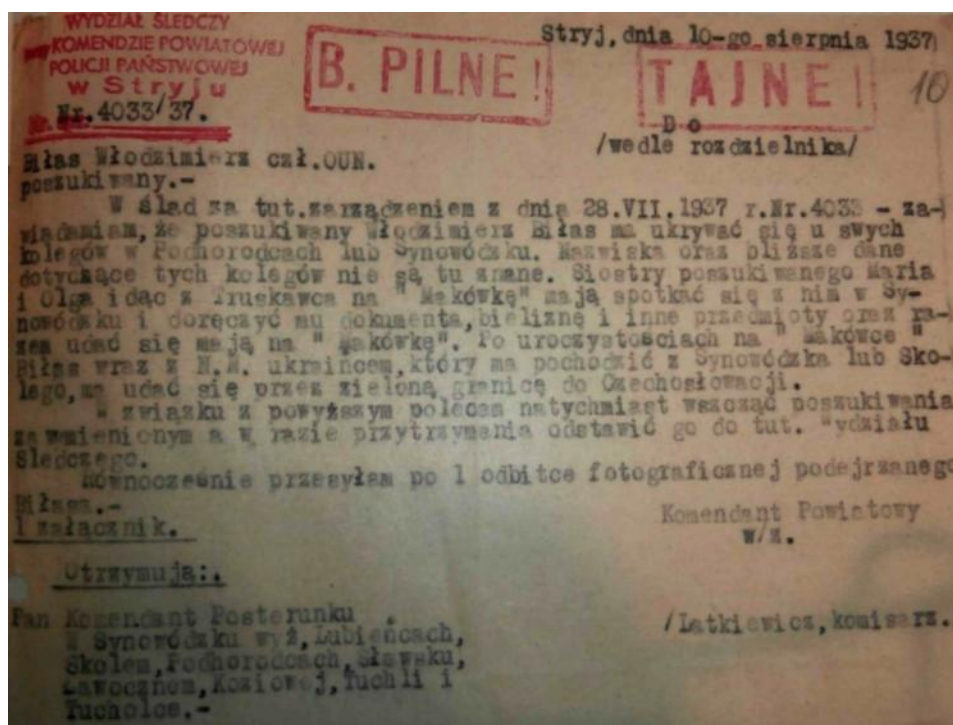 WYDZIAŁ ŚLEDCZY
przy KOMENDZIE POWIATOWEJ
POLICJI PAŃSTWOWEJ
w Stryju
Nr. Nr.4033/37.
B. PILNE!
Stryj, dnia 10-go sierpnia 1937
TAJNE!
10
Do
/wedle rozdzielnika/
Biłas Włodzimierz czł.OUN.
poszukiwany.-
W ślad za tut.zarządzeniem z dnia 28.VII.1937 r.Nr.4033 - za-
wiadamiam, że poszukiwany Włodzimierz Biłas ma ukrywać się u swych
kolegów w Podhorodcach lub Synowódzku. Nazwiska oraz bliższe dane
dotyczące tych kolegów nie są tu znane. Siostry poszukiwanego Maria
i Olga idąc z Truskawca na " Makówkę" mają spotkać się z nim w Sy-
nowódzku i doręczyć mu dokumenta, bieliznę i inne przedmioty oraz ra-
zem udać się mają na " Makówkę". Po uroczystościach na " Makówce "
Biłas wraz z N.N. ukraińcem, który ma pochodzić z Synowódzka lub Sko-
lego, ma udać się przez zieloną granicę do Czechosłowacji.
W związku z powyższym polecam natychmiast wszcząć poszukiwania
za wmienionym a w razie przytrzymania odstawić go do tut. "ydziału
Śledczego.
Równocześnie przesyłam po 1 odbitce fotograficznej podejrzanego
Biłasa.-
1 załącznik.
Komendant Powiatowy
w/z.
Otrzymują:.
Pan Komendant Posterunku
w Synowódzku wyż, Lubieńcach,
Skolem, Podhorodcach, Sławsku,
Ławocznem, Koziowej, Tuchli i
Tucholce.-
/Latkiewicz, komisarz.